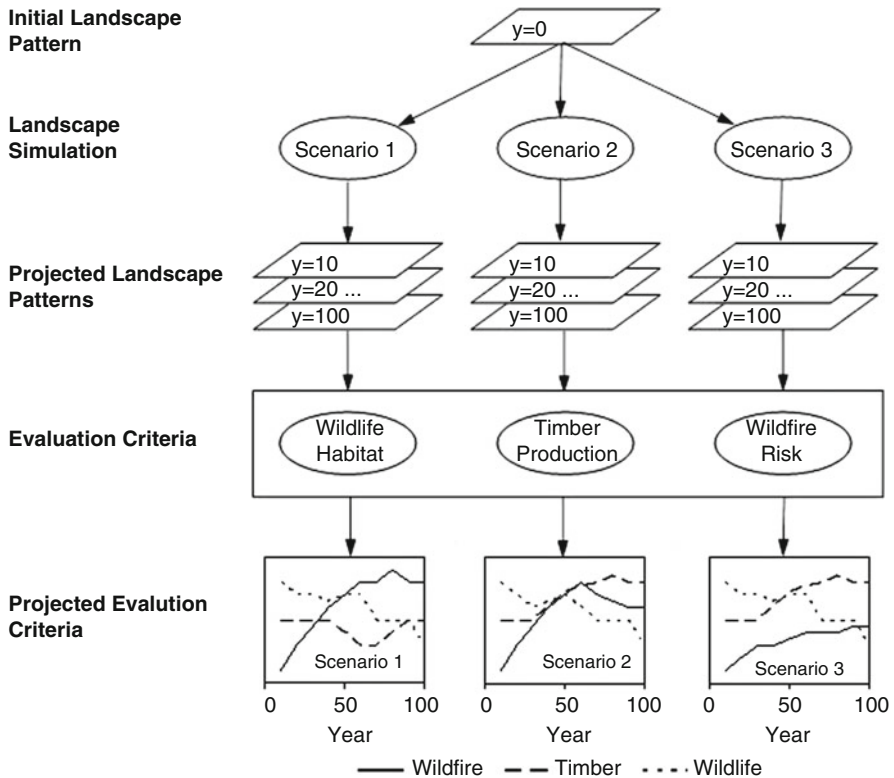 Initial Landscape
Pattern
y=0
Landscape
Simulation
Scenario 1
Scenario 2
Scenario 3
Projected Landscape
Patterns
y=10
y=20 ...
y=100
y=10
y=20 ...
y=100
y=10
y=20 ...
y=100
Evaluation Criteria
Wildlife
Habitat
Timber
Production
Wildfire
Risk
Projected Evalution
Criteria
Scenario 1
0 50 100
Year
Scenario 2
0 50 100
Year
Scenario 3
0 50 100
Year
Wildfire Timber Wildlife